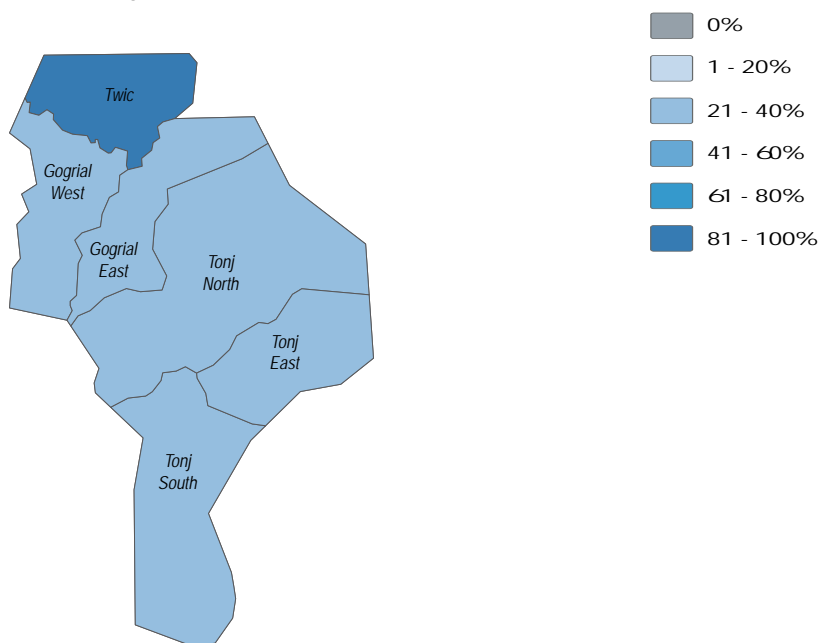 0%
1 - 20%
21 - 40%
41 - 60%
61 - 80%
81 - 100%
Twic
Gogrial
West
Gogrial
East
Tonj
North
Tonj
East
Tonj
South